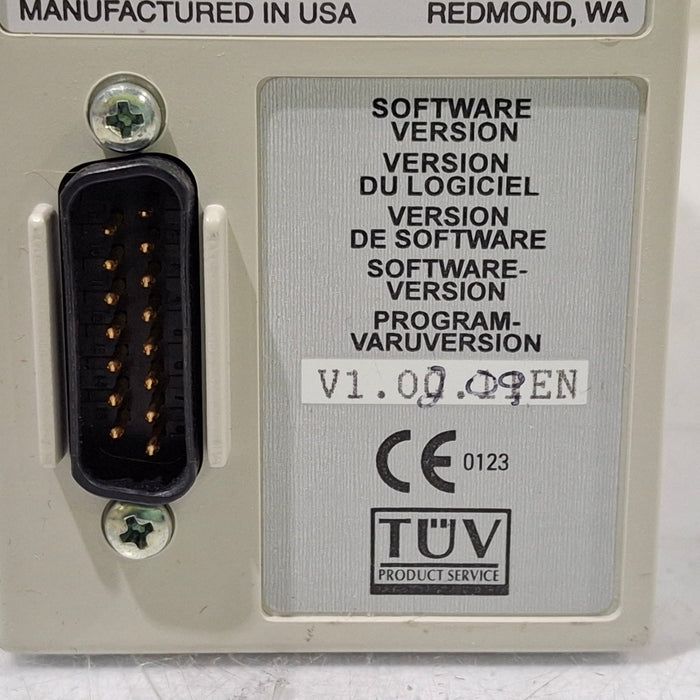 MANUFACTURED IN USA REDMOND, WA
SOFTWARE
VERSION
VERSION
DU LOGICIEL
VERSION
DE SOFTWARE
SOFTWARE-
VERSION
PROGRAM-
VARUVERSION
CE 0123
TÜV
PRODUCT SERVICE